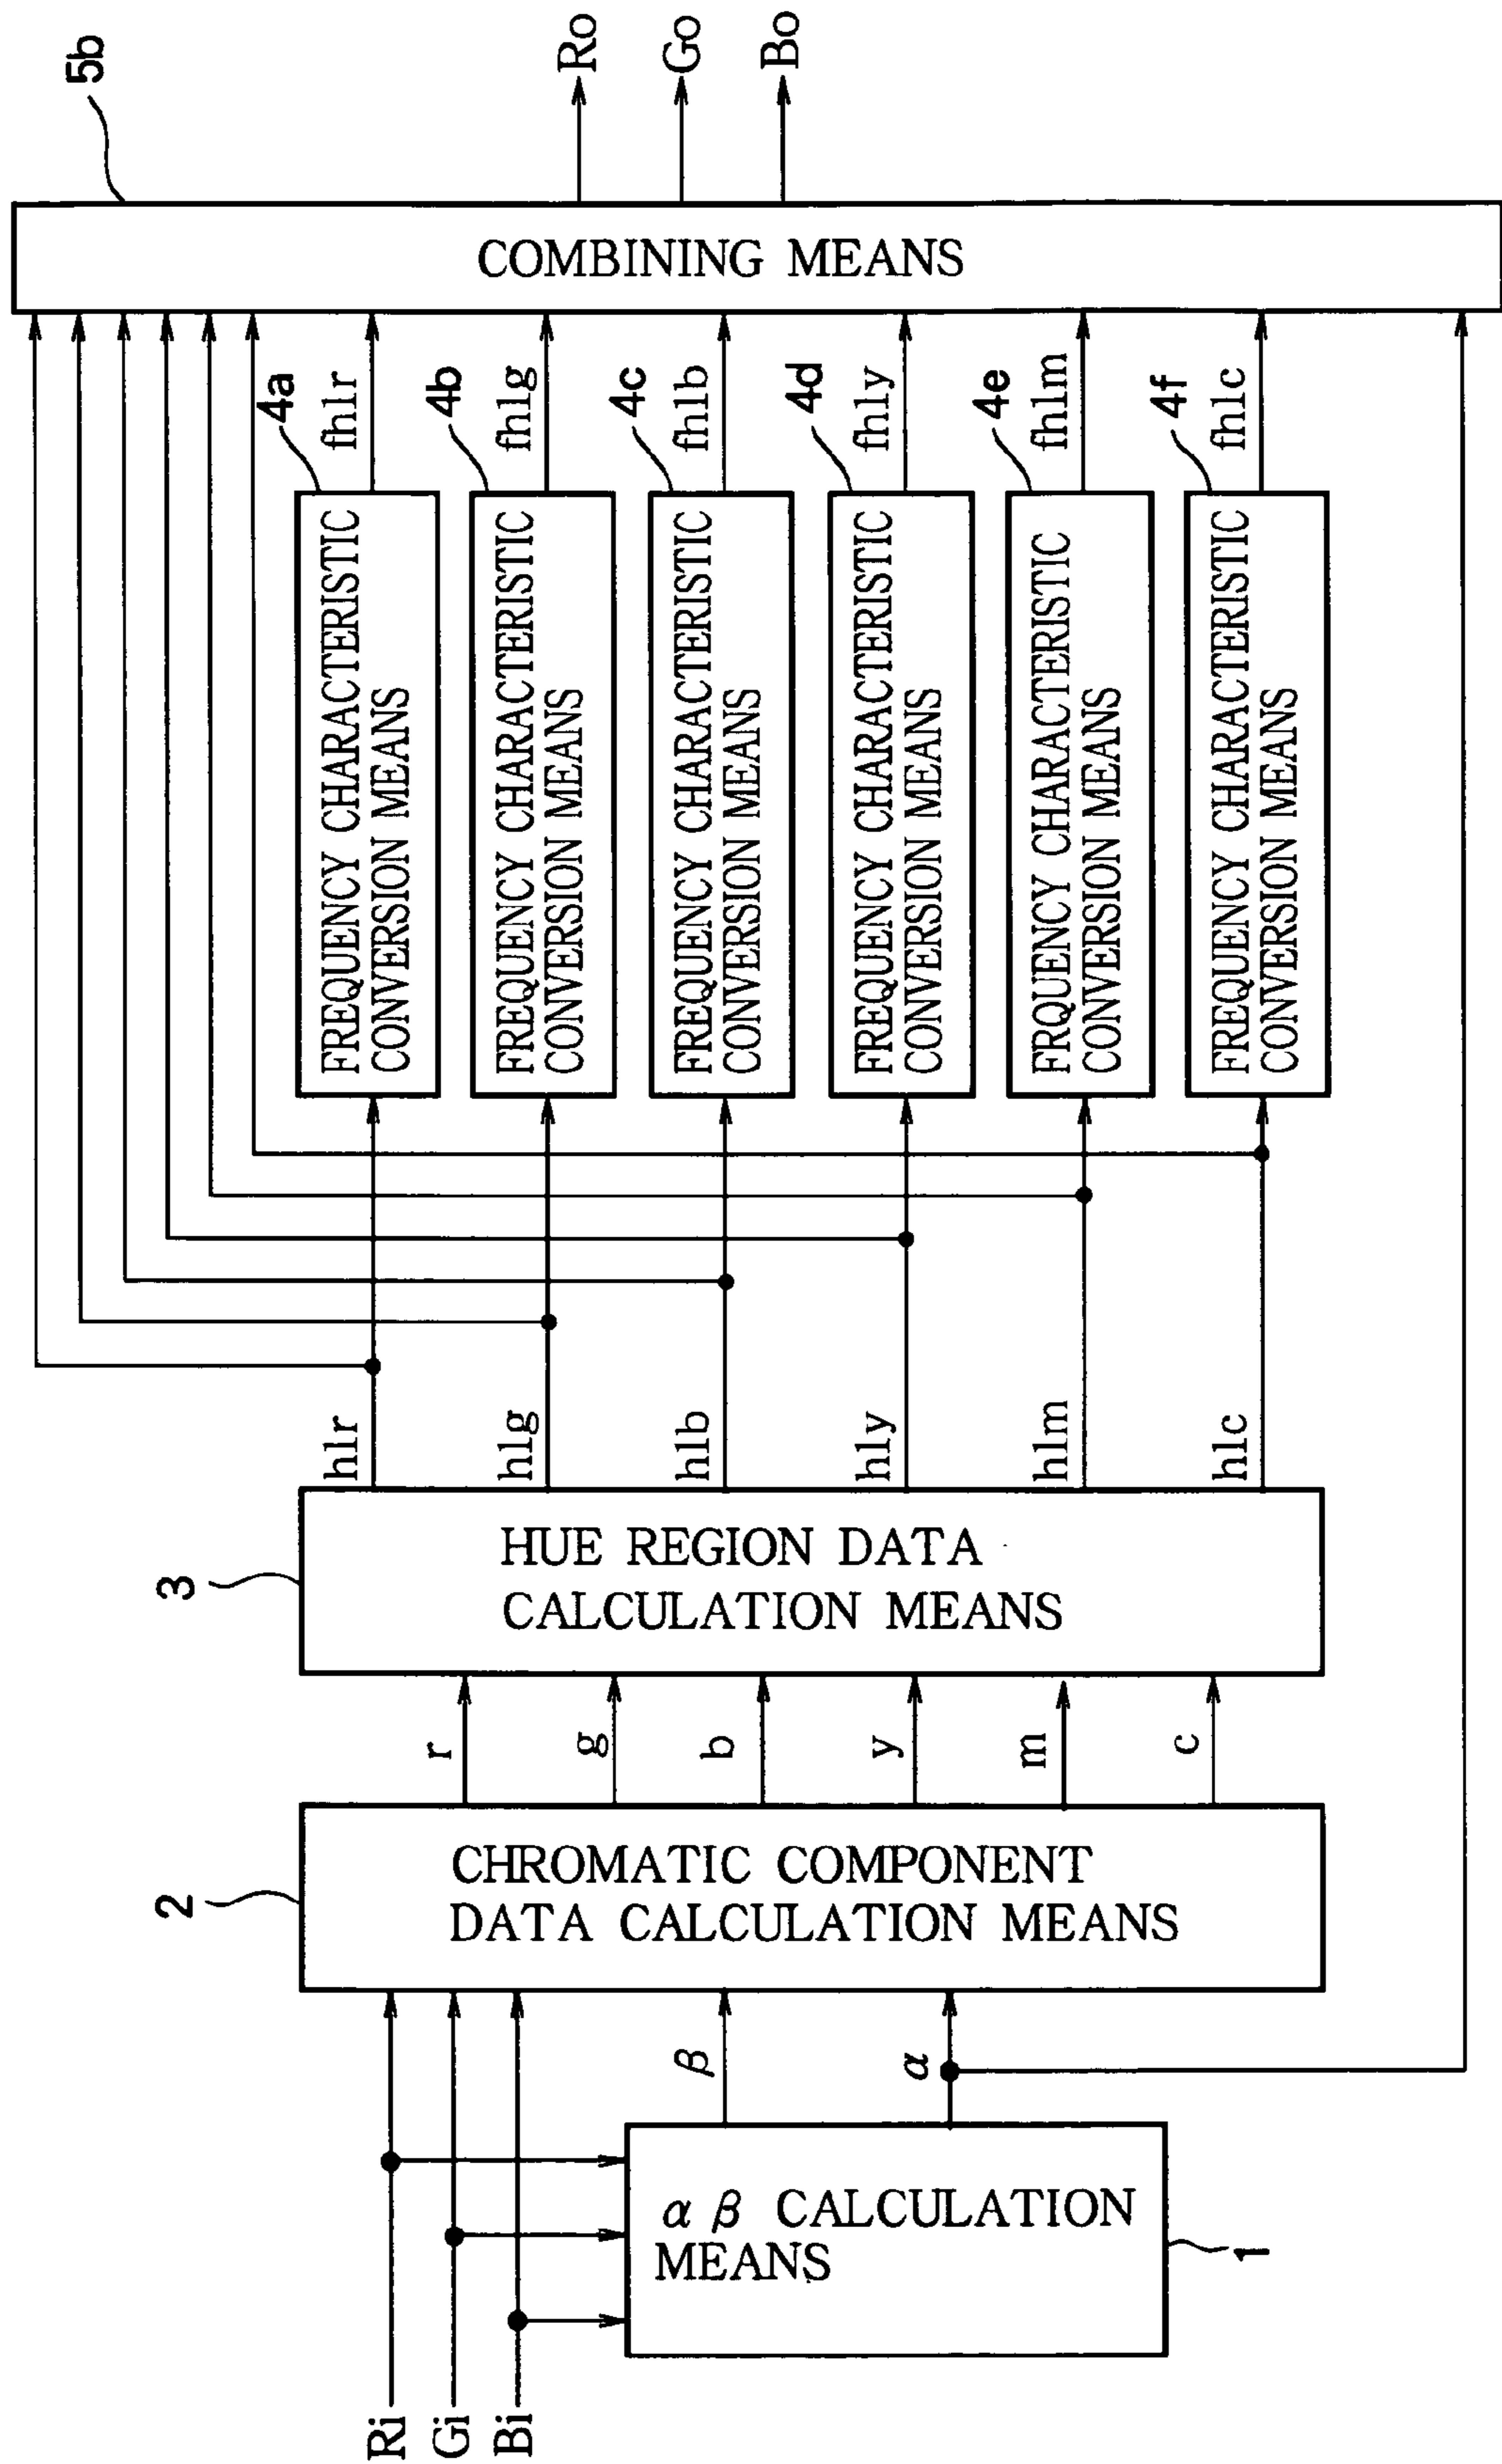 Ri
Gi
Bi
α β CALCULATION
MEANS
1
β
α
2
CHROMATIC COMPONENT
DATA CALCULATION MEANS
r
g
b
y
m
c
3
HUE REGION DATA
CALCULATION MEANS
hlr
hlg
hlb
hly
hlm
hlc
FREQUENCY CHARACTERISTIC
CONVERSION MEANS
4a
fhlr
FREQUENCY CHARACTERISTIC
CONVERSION MEANS
4b
fhlg
FREQUENCY CHARACTERISTIC
CONVERSION MEANS
4c
fhlb
FREQUENCY CHARACTERISTIC
CONVERSION MEANS
4d
fhly
FRQUENCY CHARACTERISTIC
CONVERSION MEANS
4e
fhlm
FREQUENCY CHARACTERISTIC
CONVERSION MEANS
4f
fhlc
COMBINING MEANS
5b
Ro
Go
Bo